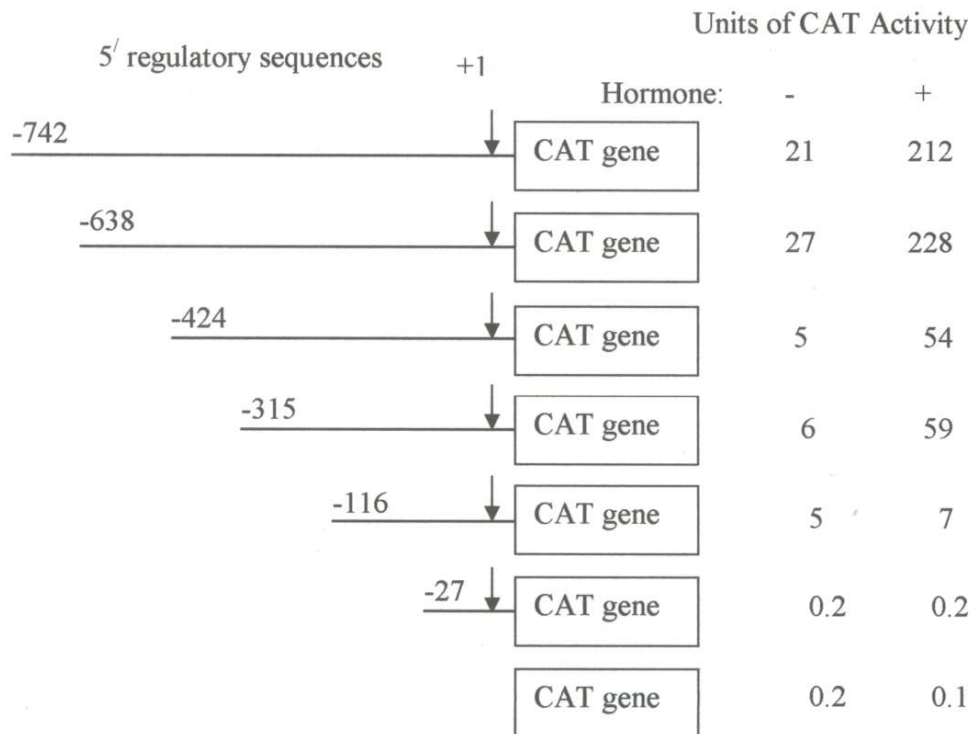 Units of CAT Activity
5/ regulatory sequences +1
Hormone: - +
-742 CAT gene 21 212
-638 CAT gene 27 228
-424 CAT gene 5 54
-315 CAT gene 6 59
-116 CAT gene 5 7
-27 CAT gene 0.2 0.2
CAT gene 0.2 0.1